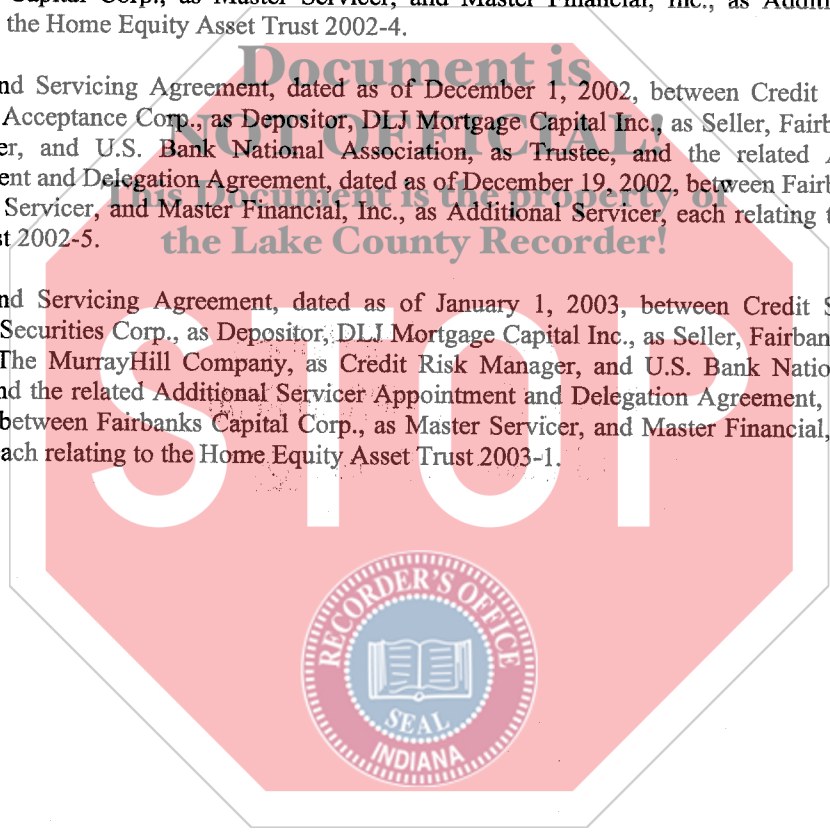 Capital Corp., as Master Servicer, and Master Financial, Inc., as
the Home Equity Asset Trust 2002-4.
Document is
nd Servicing Agreement, dated as of December 1, 2002, between Credit
Acceptance Corp., as Depositor, DLJ Mortgage Capital Inc., as Seller, Fairb
NOT OFFICIAL!
er, and U.S. Bank National Association, as Trustee, and the related
ent and Delegation Agreement, dated as of December 19, 2002, between Fairb
This Document is the property of
Servicer, and Master Financial, Inc., as Additional Servicer, each relating t
st 2002-5.
the Lake County Recorder!
nd Servicing Agreement, dated as of January 1, 2003, between Credit S
Securities Corp., as Depositor, DLJ Mortgage Capital Inc., as Seller, Fairban
The MurrayHill Company, as Credit Risk Manager, and U.S. Bank Natio
nd the related Additional Servicer Appointment and Delegation Agreement,
between Fairbanks Capital Corp., as Master Servicer, and Master Financial,
ach relating to the Home Equity Asset Trust 2003-1.
STOP
RECORDER'S OFFICE
SEAL
INDIANA